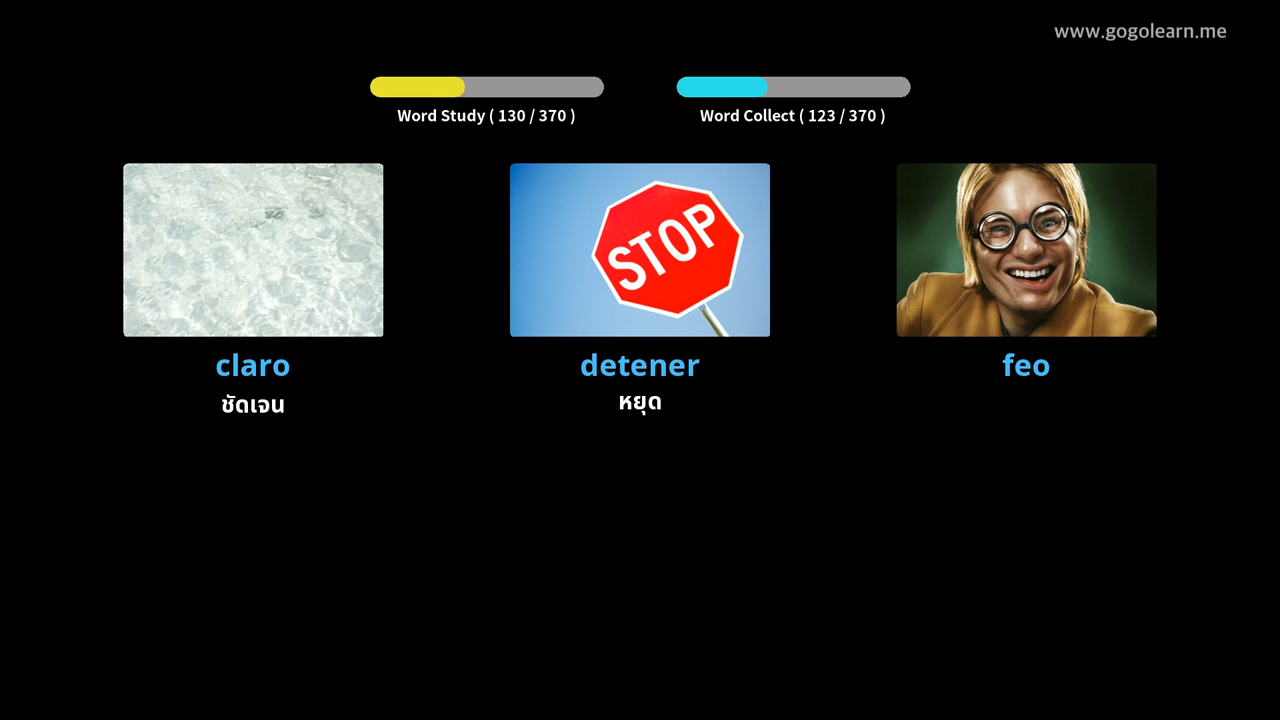 www.gogolearn.me
Word Study ( 130 / 370 )
Word Collect ( 123 / 370 )
STOP
claro
detener
feo
ชัดเจน
หยุด